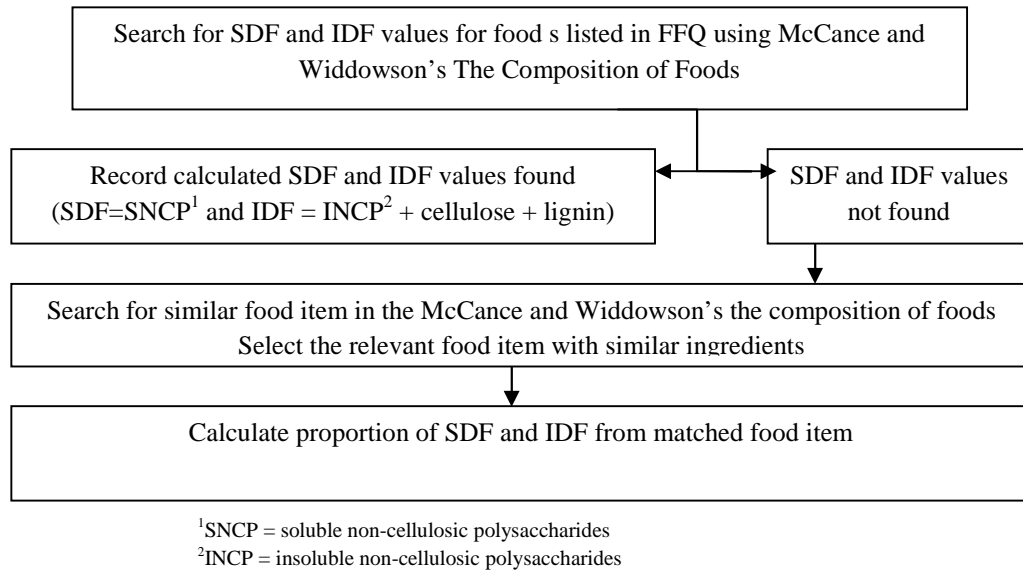 Search for SDF and IDF values for food s listed in FFQ using McCance and
Widdowson's The Composition of Foods
Record calculated SDF and IDF values found
(SDF=SNCP¹ and IDF = INCP² + cellulose + lignin)
SDF and IDF values
not found
Search for similar food item in the McCance and Widdowson's the composition of foods
Select the relevant food item with similar ingredients
Calculate proportion of SDF and IDF from matched food item
¹SNCP = soluble non-cellulosic polysaccharides
²INCP = insoluble non-cellulosic polysaccharides